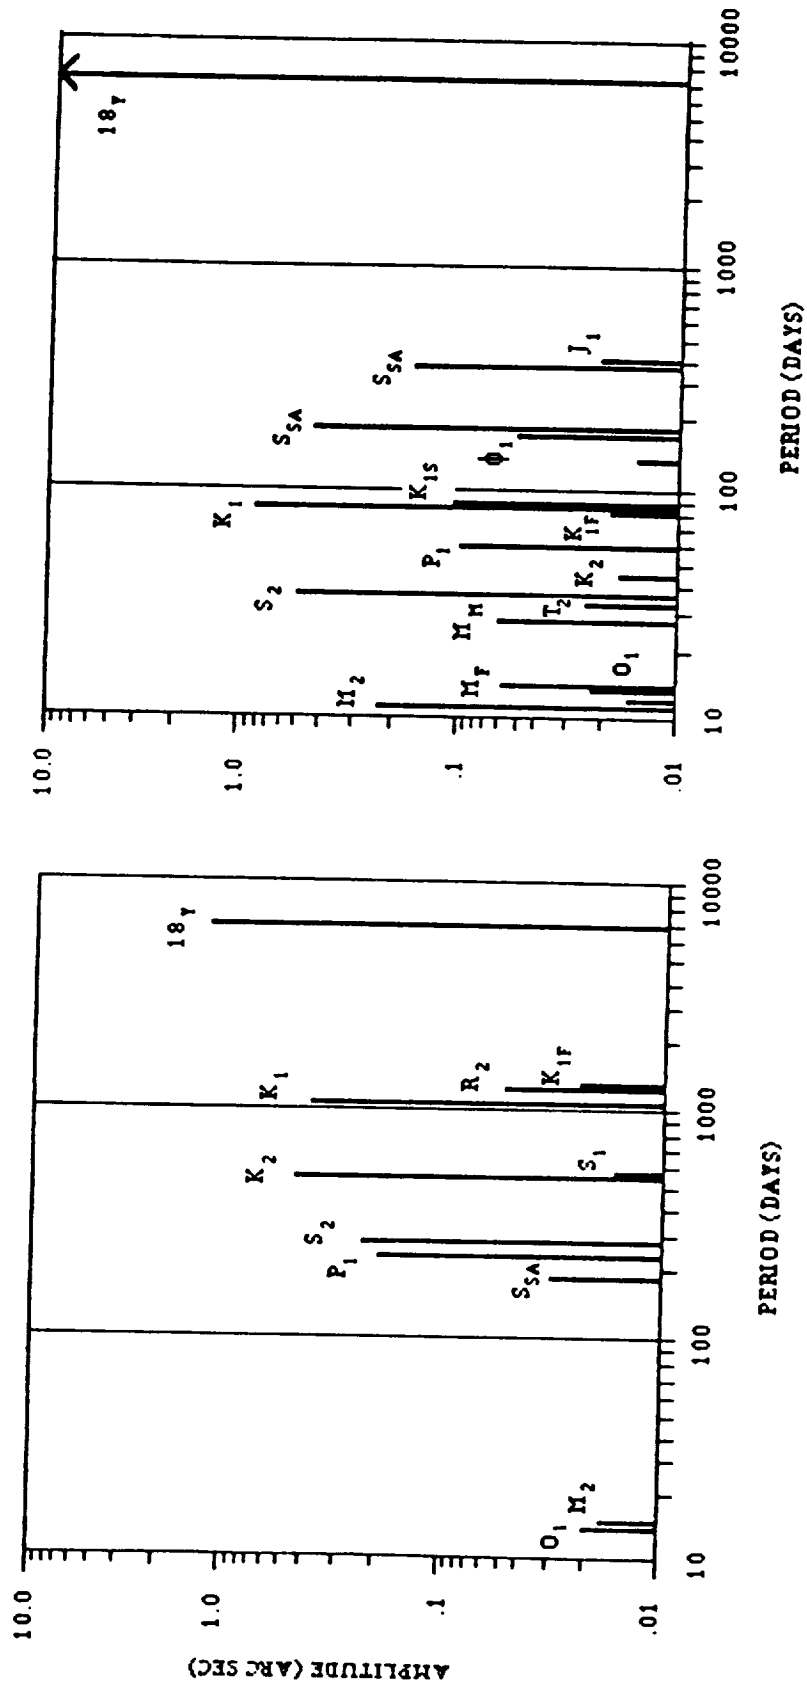 AMPLITUDE (ARC SEC)
10.0
1.0
.1
.01
O1
M2
SSA
P1
S2
K2
S1
K1
R2
K1F
18Y
10
100
1000
10000
PERIOD (DAYS)
10.0
1.0
.1
.01
M2
MF
O1
MM
T2
S2
K2
P1
K1F
K1
K1S
Φ1
SSA
SSA
J1
18Y
10
100
1000
10000
PERIOD (DAYS)